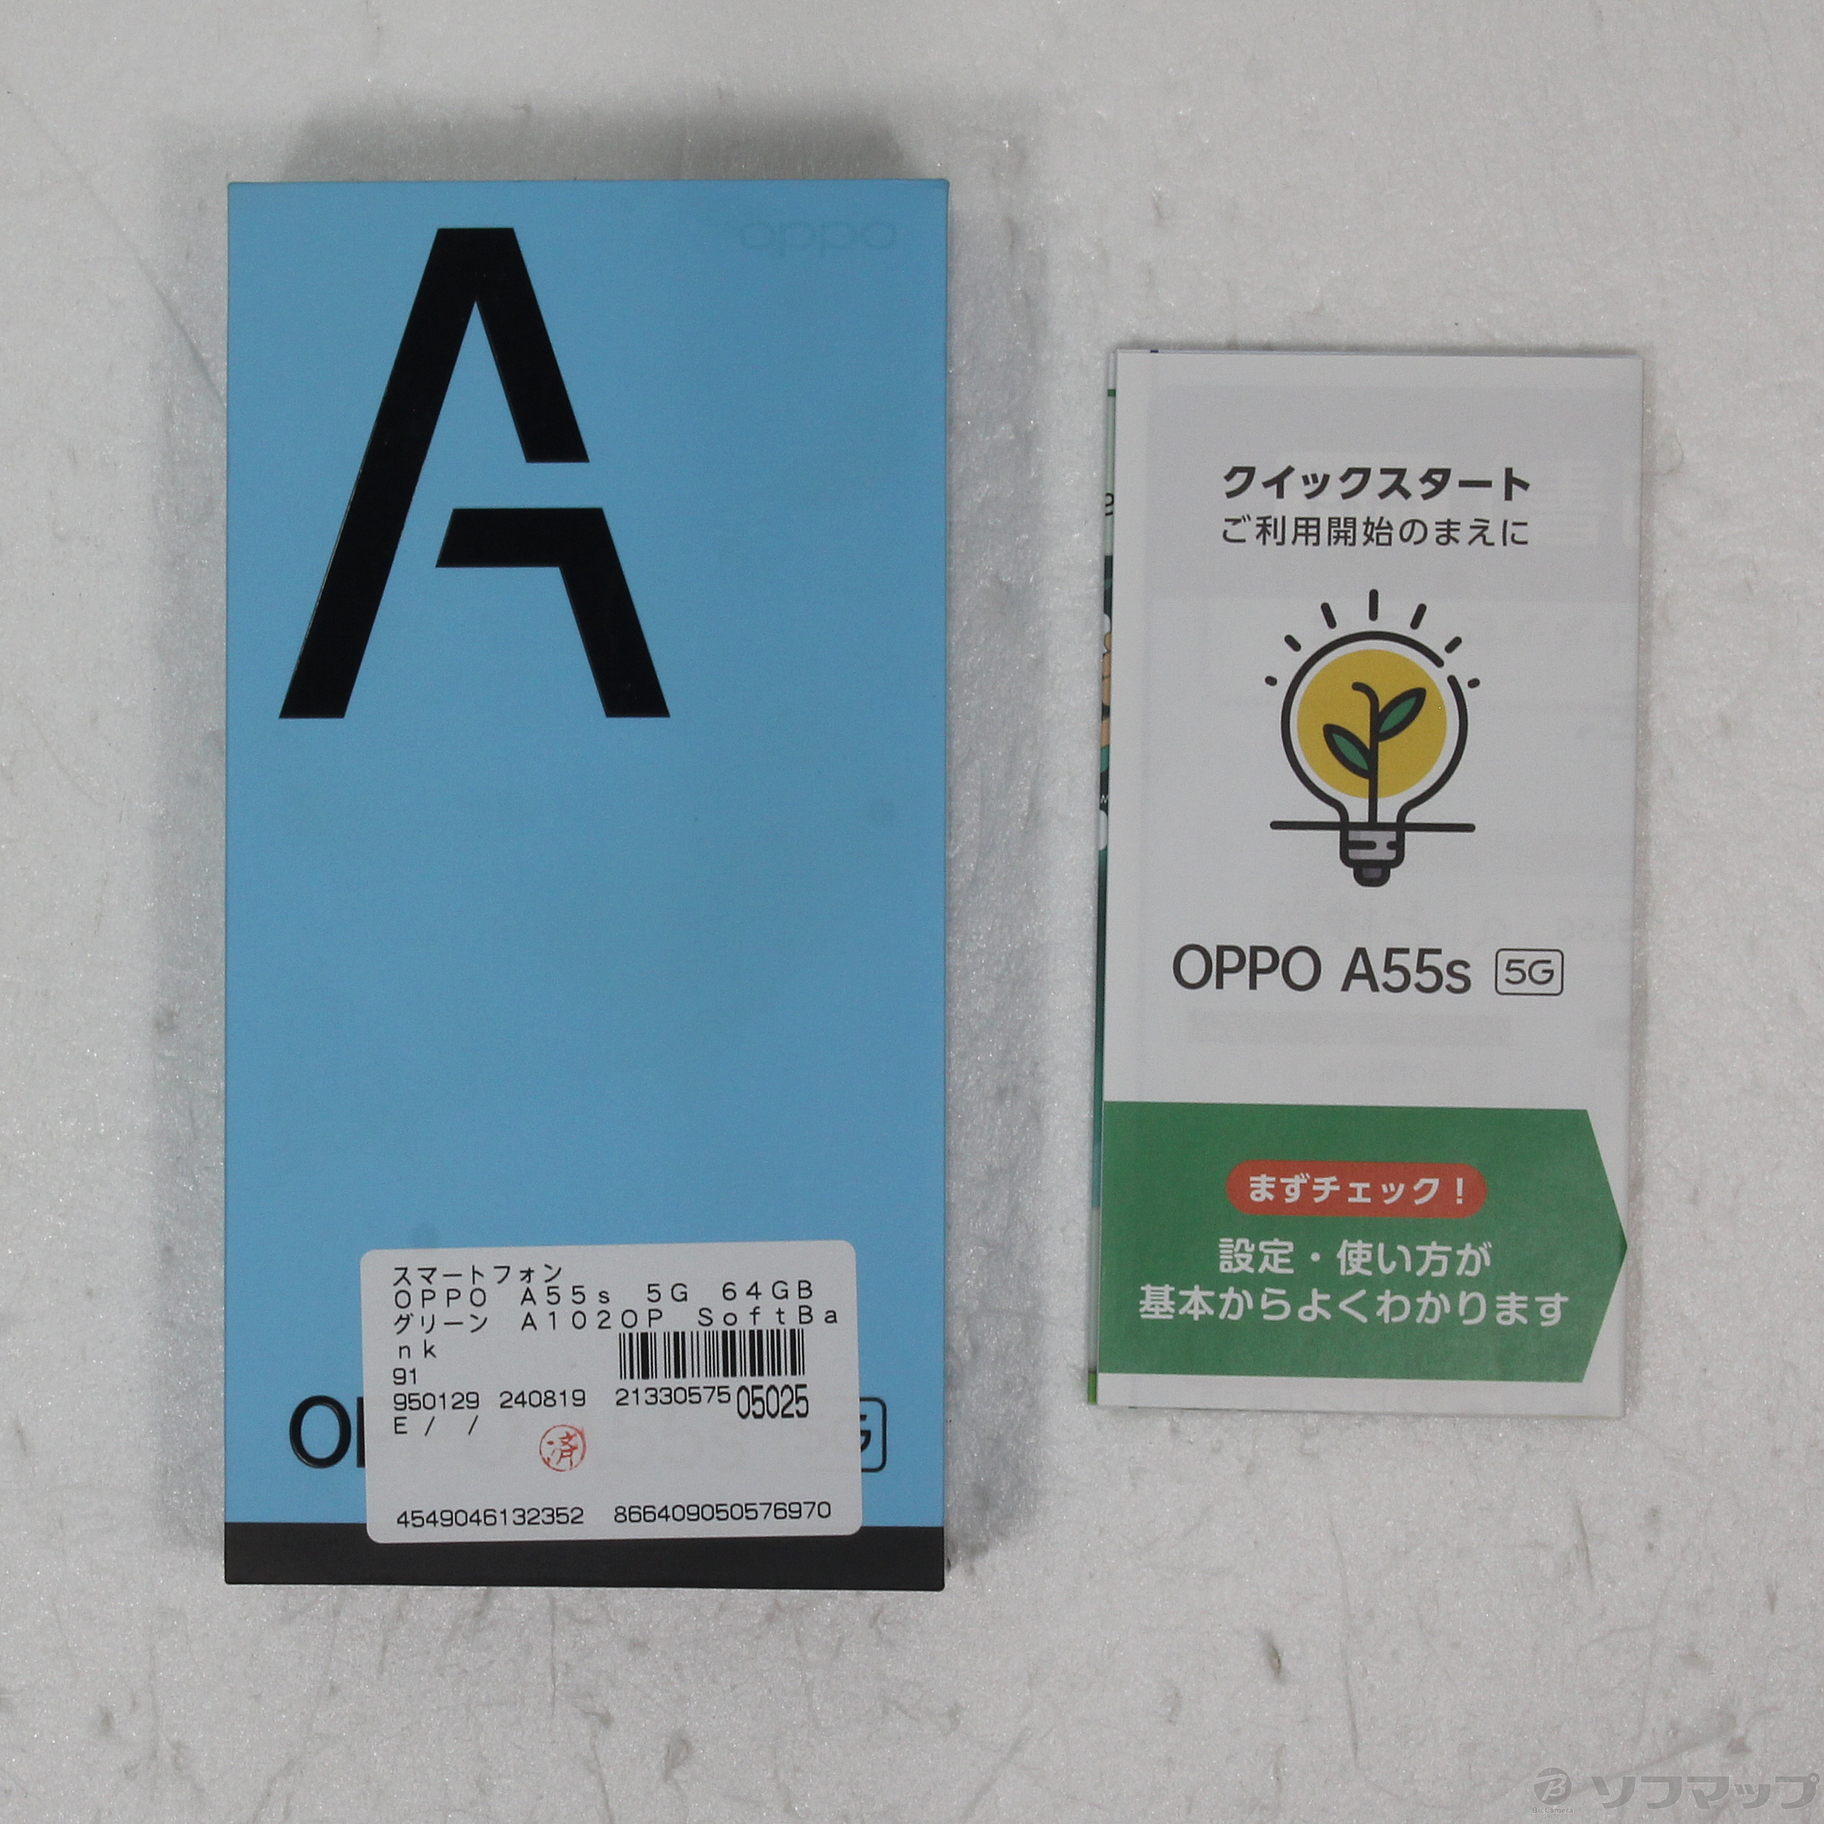 A
oppo
スマートフォン
OPPO A55s 5G 64GB
グリーン A102OP SoftBa
nk
91
950129 240819 21330575 05025
E / /
済
4549046132352 866409050576970
クイックスタート
ご利用開始のまえに
OPPO A55s 5G
まずチェック!
設定・使い方が
基本からよくわかります
ソフマップ